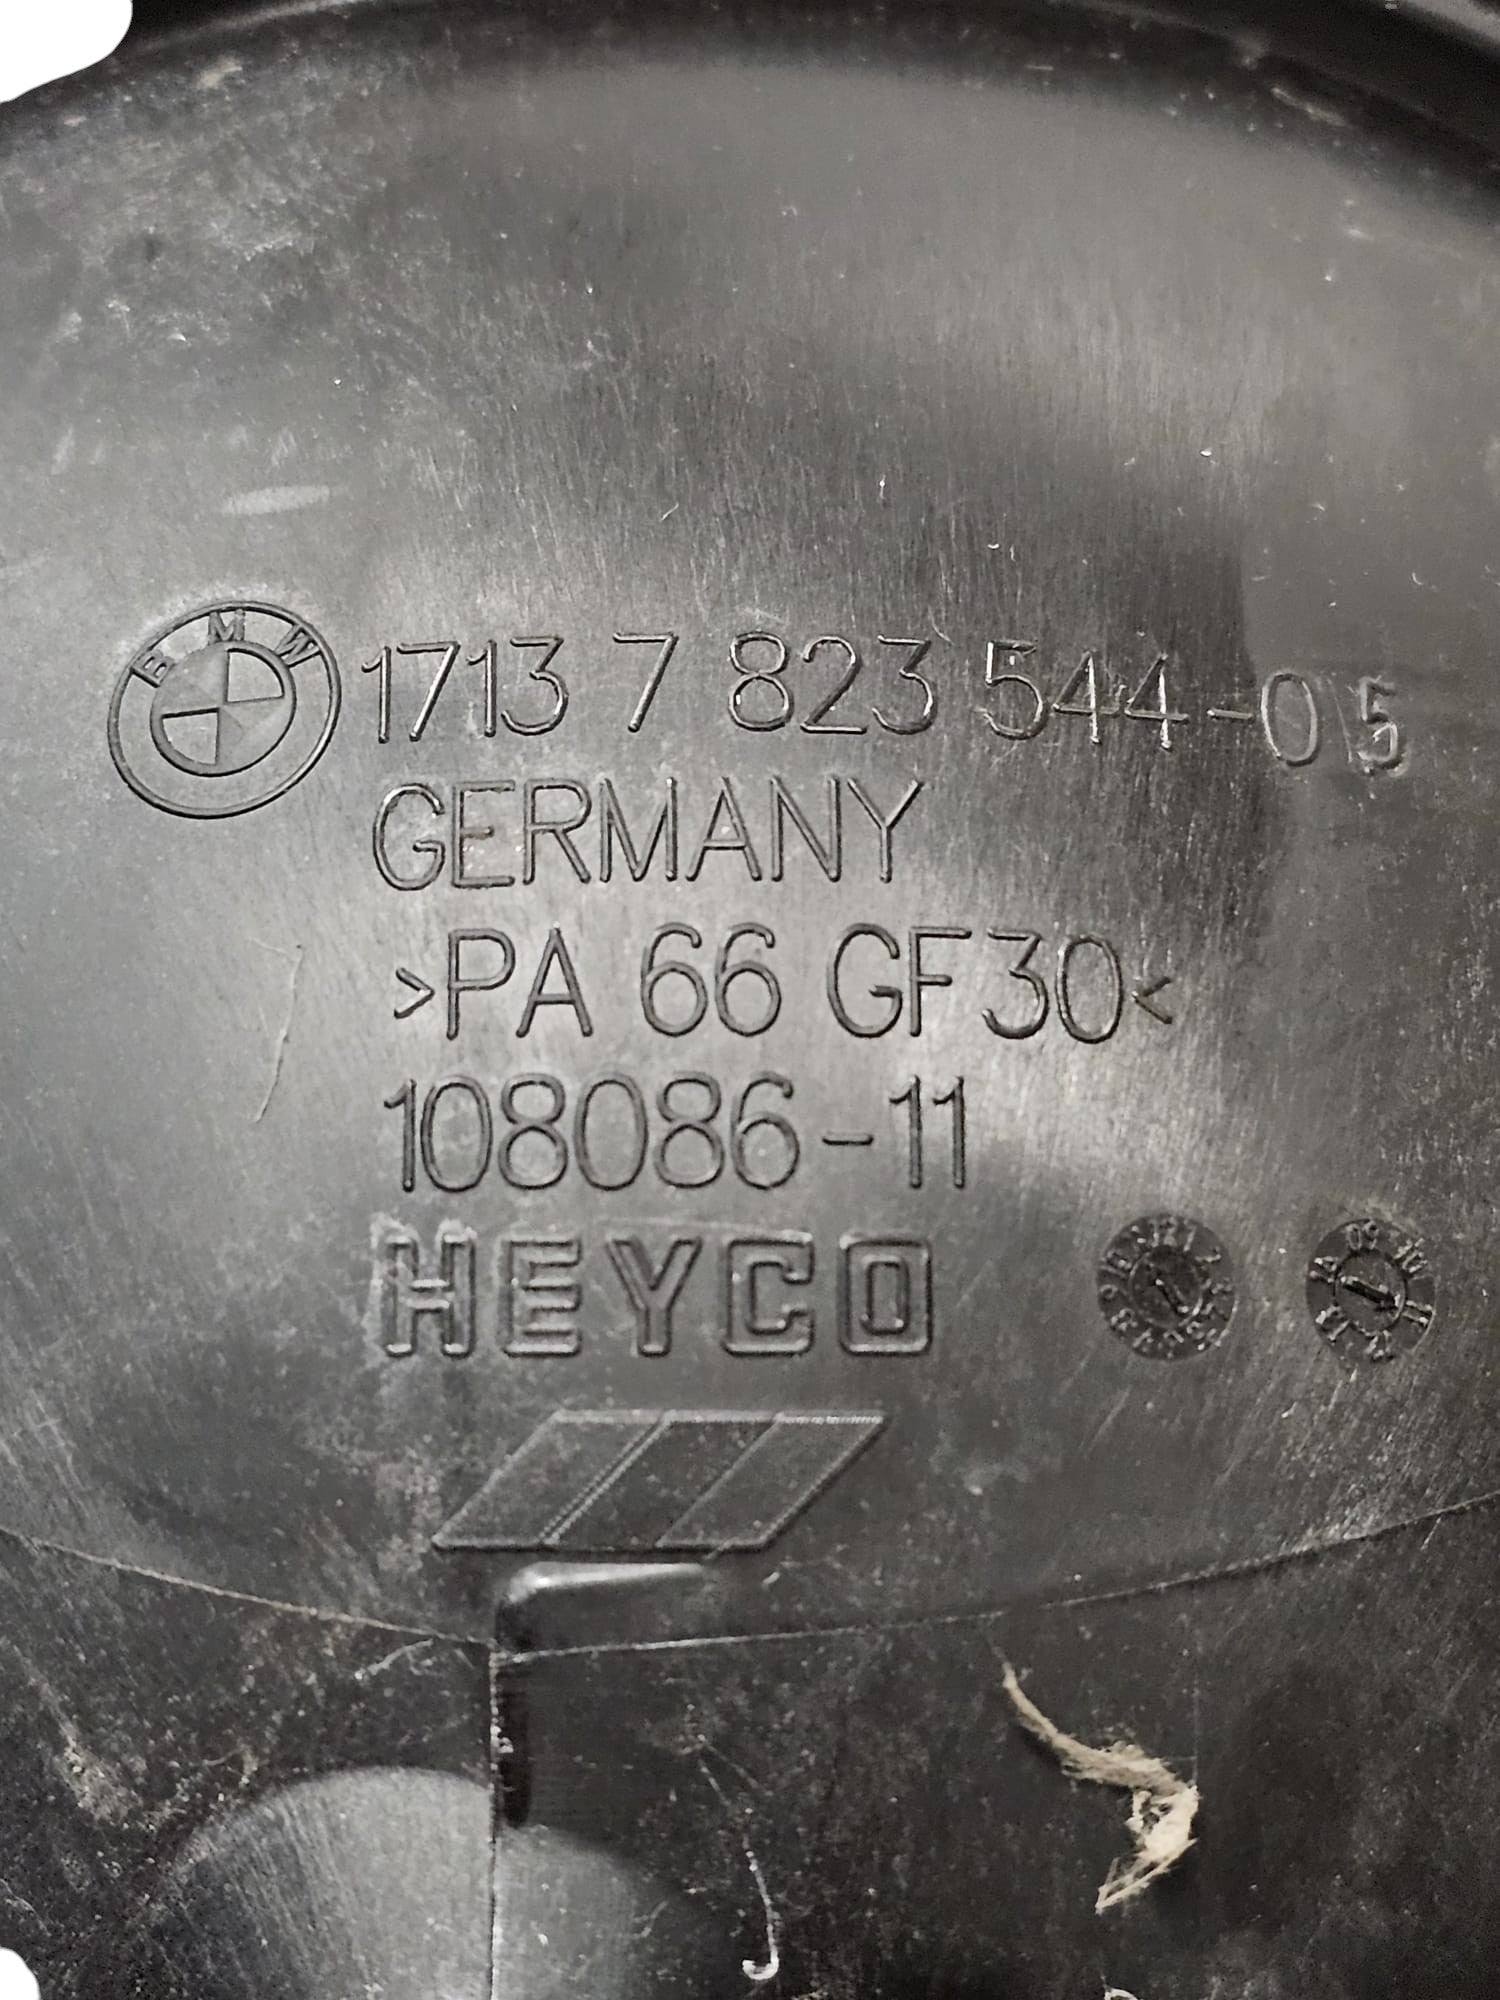 BMW 1713 7 823 544-05
GERMANY
>PA 66 GF30<
108086-11
HEYCO